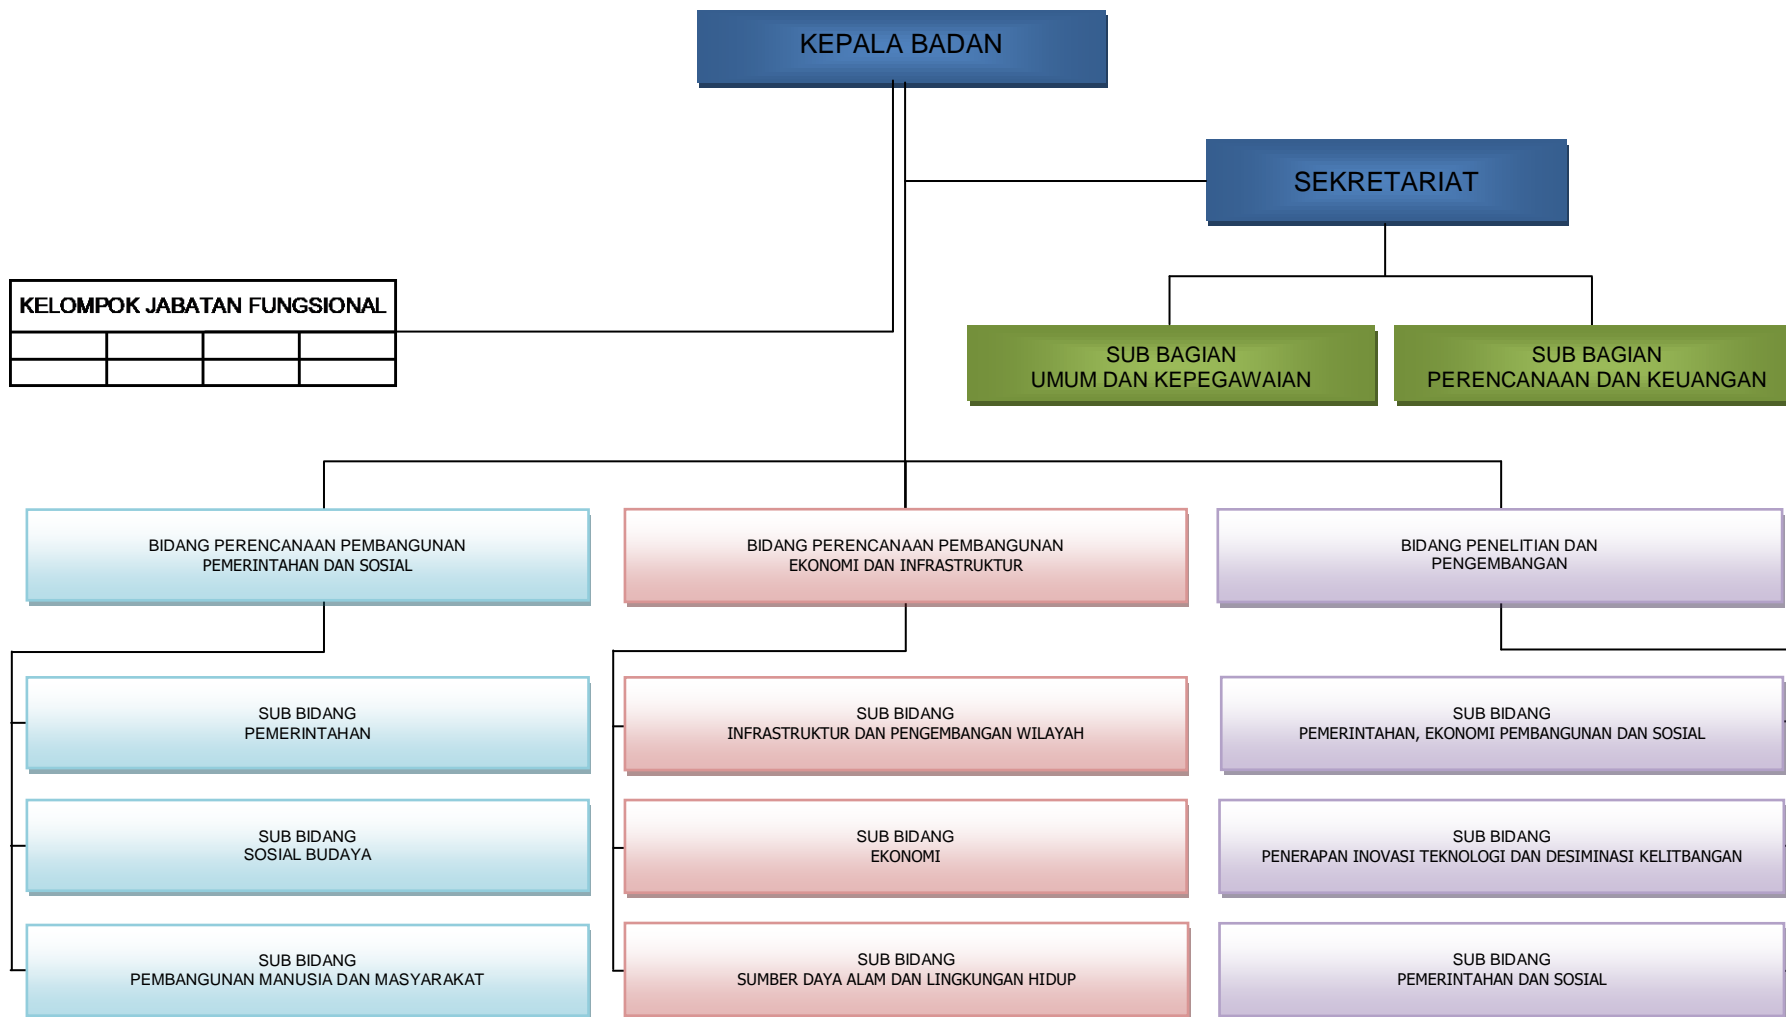 KEPALA BADAN
SEKRETARIAT
KELOMPOK JABATAN FUNGSIONAL
SUB BAGIAN
UMUM DAN KEPEGAWAIAN
SUB BAGIAN
PERENCANAAN DAN KEUANGAN
BIDANG PERENCANAAN PEMBANGUNAN
PEMERINTAHAN DAN SOSIAL
BIDANG PERENCANAAN PEMBANGUNAN
EKONOMI DAN INFRASTRUKTUR
BIDANG PENELITIAN DAN
PENGEMBANGAN
SUB BIDANG
PEMERINTAHAN
SUB BIDANG
INFRASTRUKTUR DAN PENGEMBANGAN WILAYAH
SUB BIDANG
PEMERINTAHAN, EKONOMI PEMBANGUNAN DAN SOSIAL
SUB BIDANG
SOSIAL BUDAYA
SUB BIDANG
EKONOMI
SUB BIDANG
PENERAPAN INOVASI TEKNOLOGI DAN DESIMINASI KELITBANGAN
SUB BIDANG
PEMBANGUNAN MANUSIA DAN MASYARAKAT
SUB BIDANG
SUMBER DAYA ALAM DAN LINGKUNGAN HIDUP
SUB BIDANG
PEMERINTAHAN DAN SOSIAL